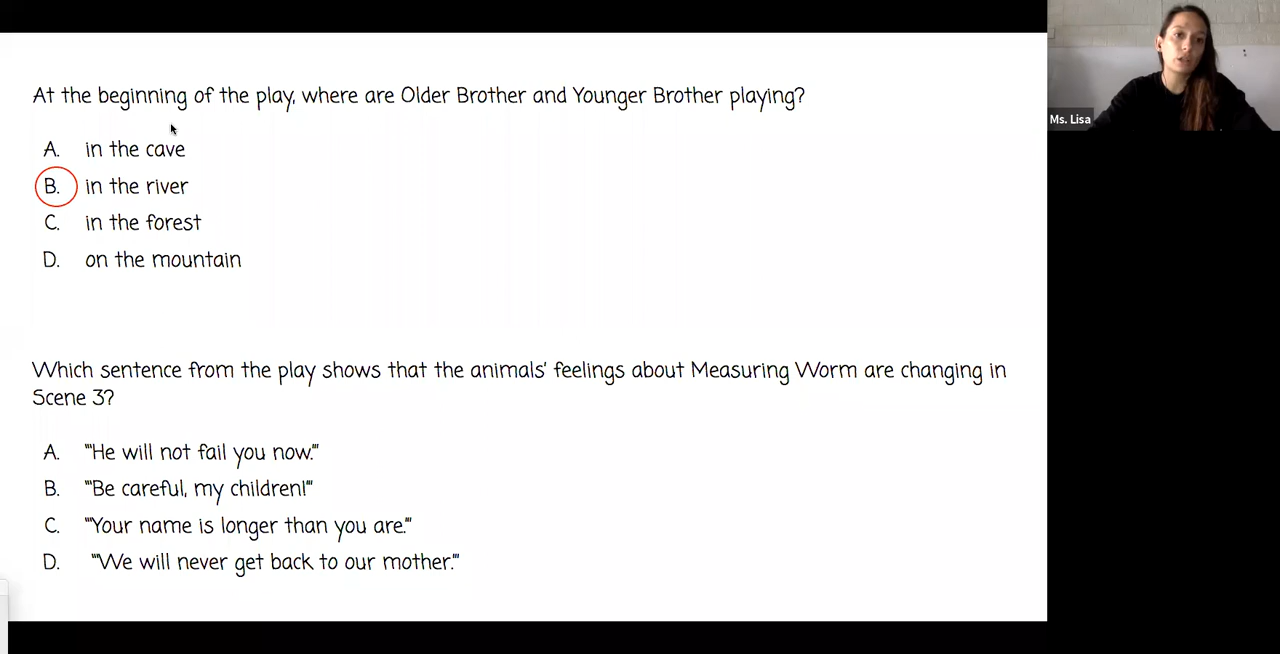 At the beginning of the play, where are Older Brother and Younger Brother playing?
A. in the cave
B. in the river
C. in the forest
D. on the mountain
Which sentence from the play shows that the animals' feelings about Measuring Worm are changing in
Scene 3?
A. "'He will not fail you now.'"
B. "'Be careful, my children!'"
C. "'Your name is longer than you are.'"
D. "'We will never get back to our mother.'"
Ms. Lisa